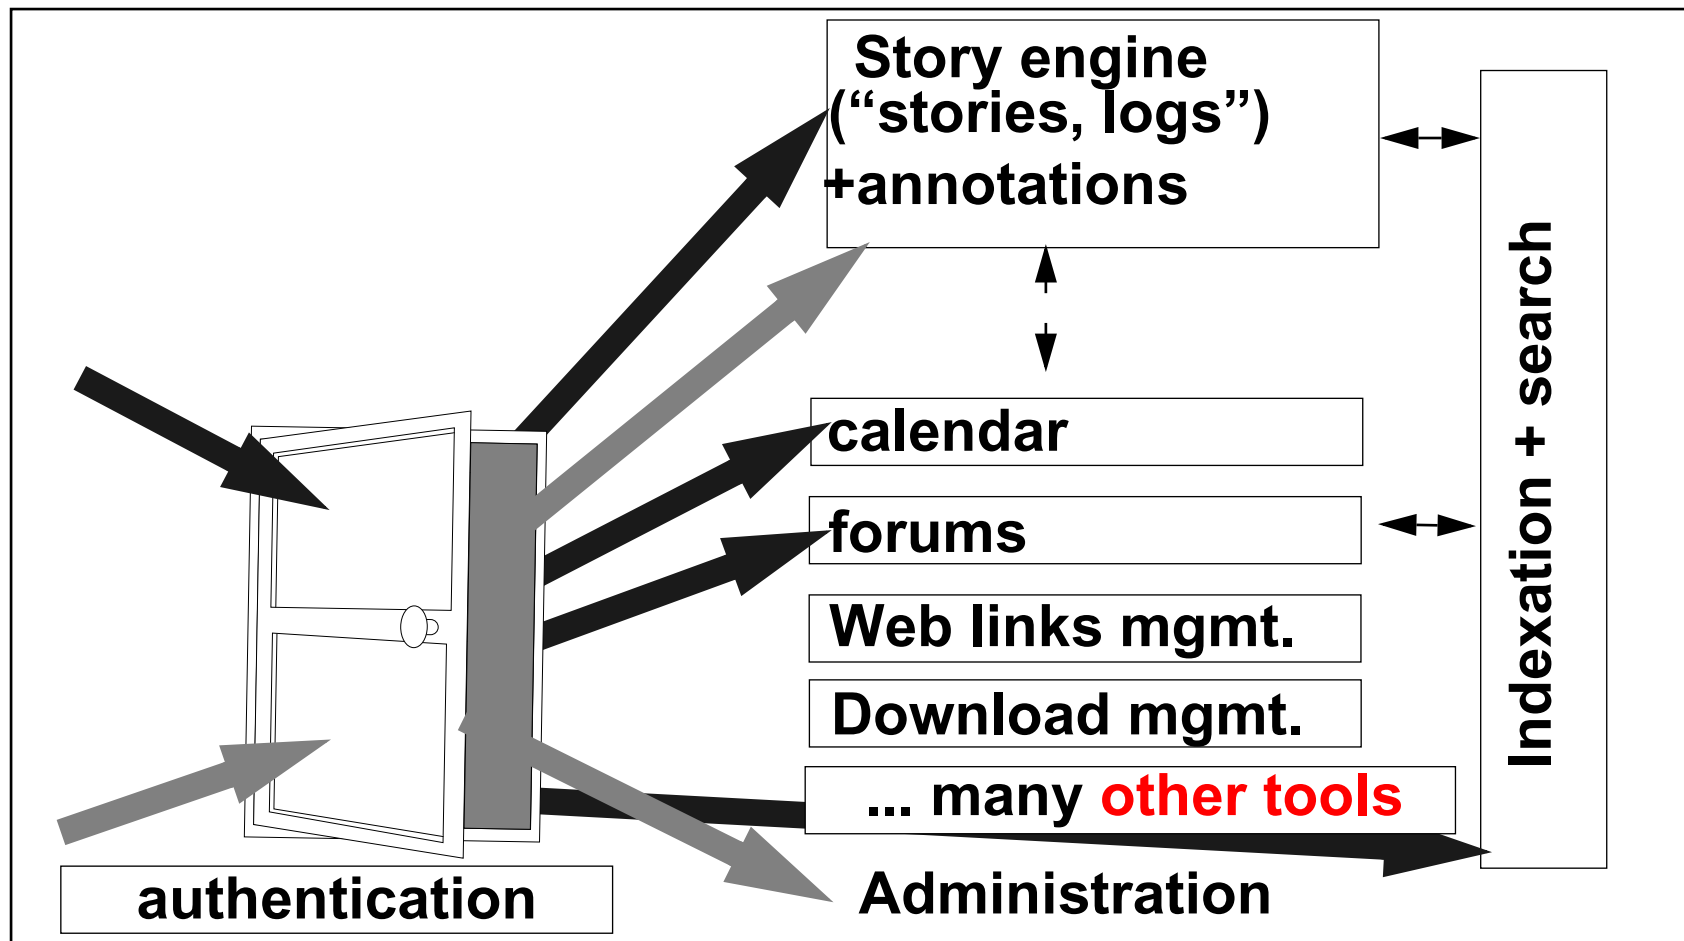 Story engine
(“stories, logs”)
+annotations
calendar
forums
Web links mgmt.
Download mgmt.
... many other tools
Administration
authentication
Indexation + search